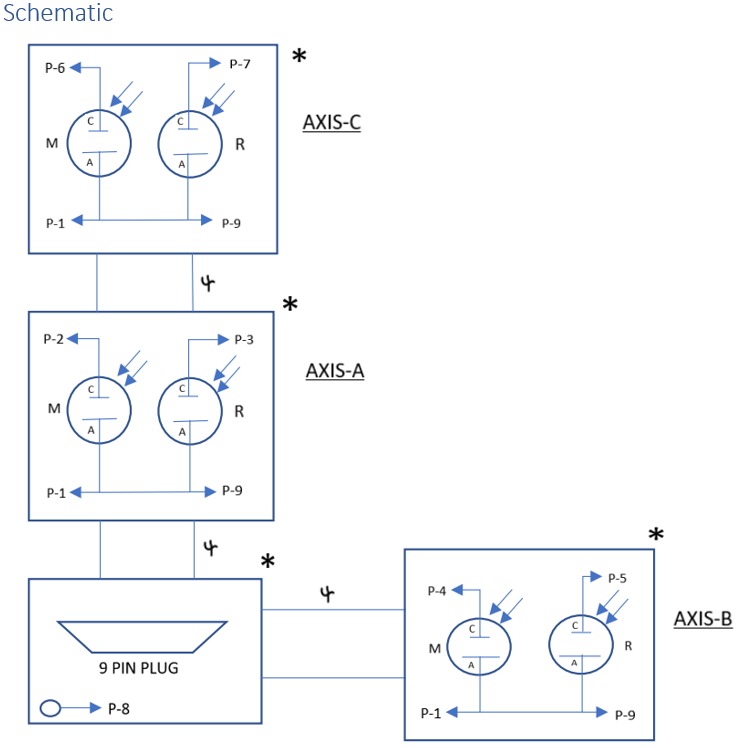 Schematic
*
P-6 P-7
C C
M R
A A
AXIS-C
P-1 P-9
4
*
P-2 P-3
C C
M R
A A
AXIS-A
P-1 P-9
4
*
9 PIN PLUG
P-8
4
*
P-4 P-5
C C
M R
A A
AXIS-B
P-1 P-9